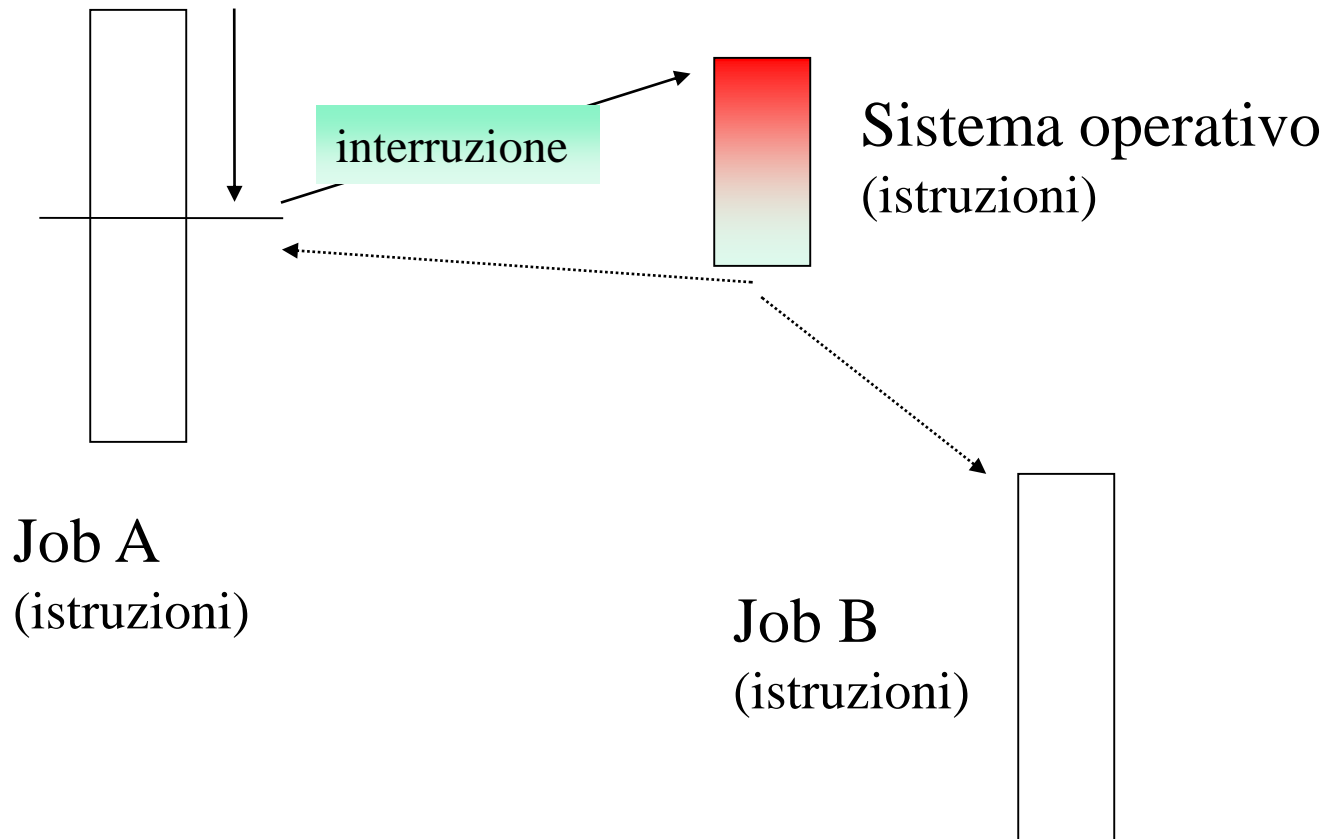 interruzione
Sistema operativo
(istruzioni)
Job A
(istruzioni)
Job B
(istruzioni)